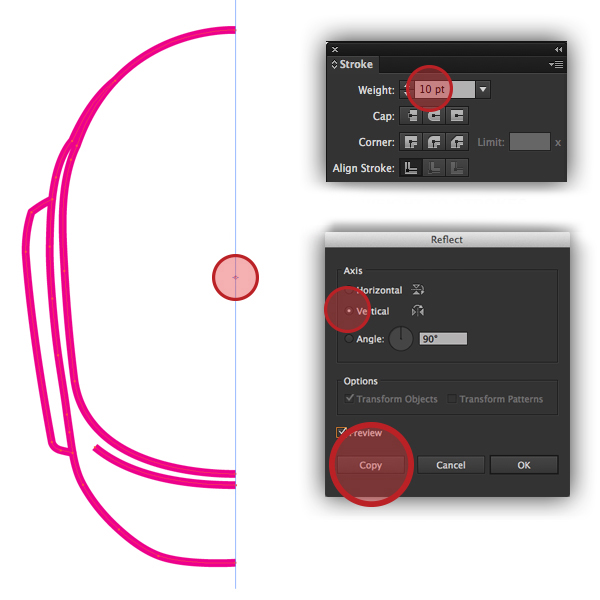 Stroke
Weight: 10 pt
Cap:
Corner: Limit: x
Align Stroke:
Reflect
Axis
Horizontal
Vertical
Angle: 90°
Options
Transform Objects Transform Patterns
Preview
Copy Cancel OK